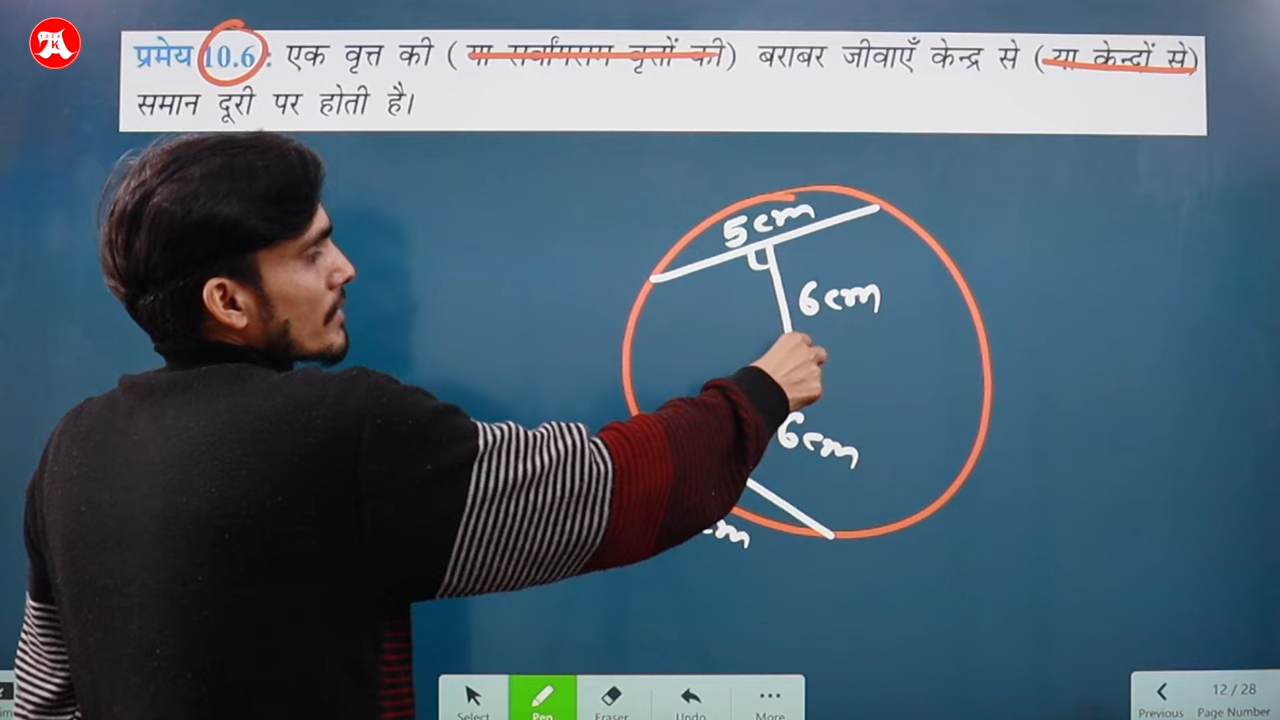 प्रमेय 10.6 : एक वृत्त की ( या सर्वांगसम वृत्तों की) बराबर जीवाएँ केन्द्र से (या केन्द्रों से)
समान दूरी पर होती है।
5cm
6cm
6cm
cm
Select
Pen
Eraser
Undo
More
12 / 28
Previous
Page Number